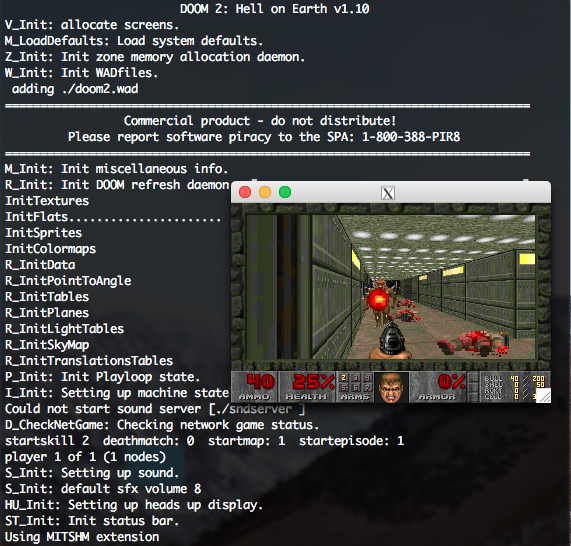 DOOM 2: Hell on Earth v1.10
V_Init: allocate screens.
M_LoadDefaults: Load system defaults.
Z_Init: Init zone memory allocation daemon.
W_Init: Init WADfiles.
adding ./doom2.wad
Commercial product - do not distribute!
Please report software piracy to the SPA: 1-800-388-PIR8
M_Init: Init miscellaneous info.
R_Init: Init DOOM refresh daemon
InitTextures
InitFlats......................
InitSprites
InitColormaps
R_InitData
R_InitPointToAngle
R_InitTables
R_InitPlanes
R_InitLightTables
R_InitSkyMap
R_InitTranslationsTables
P_Init: Init Playloop state.
I_Init: Setting up machine state
Could not start sound server [./sndserver ]
D_CheckNetGame: Checking network game status.
startskill 2 deathmatch: 0 startmap: 1 startepisode: 1
player 1 of 1 (1 nodes)
S_Init: Setting up sound.
S_Init: default sfx volume 8
HU_Init: Setting up heads up display.
ST_Init: Init status bar.
Using MITSHM extension
X
40 25% 2 0%
AMMO HEALTH ARMS ARMOR
BULL 40 / 200
SHEL 0 / 50
RCKT 0 /
CELL 0 /